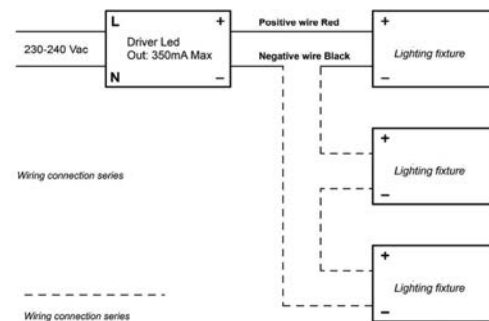 L + Positive wire Red +
230-240 Vac Driver Led Lighting fixture
Out: 350mA Max
N − Negative wire Black −
+
Wiring connection series Lighting fixture
−
+
Lighting fixture
−
Wiring connection series